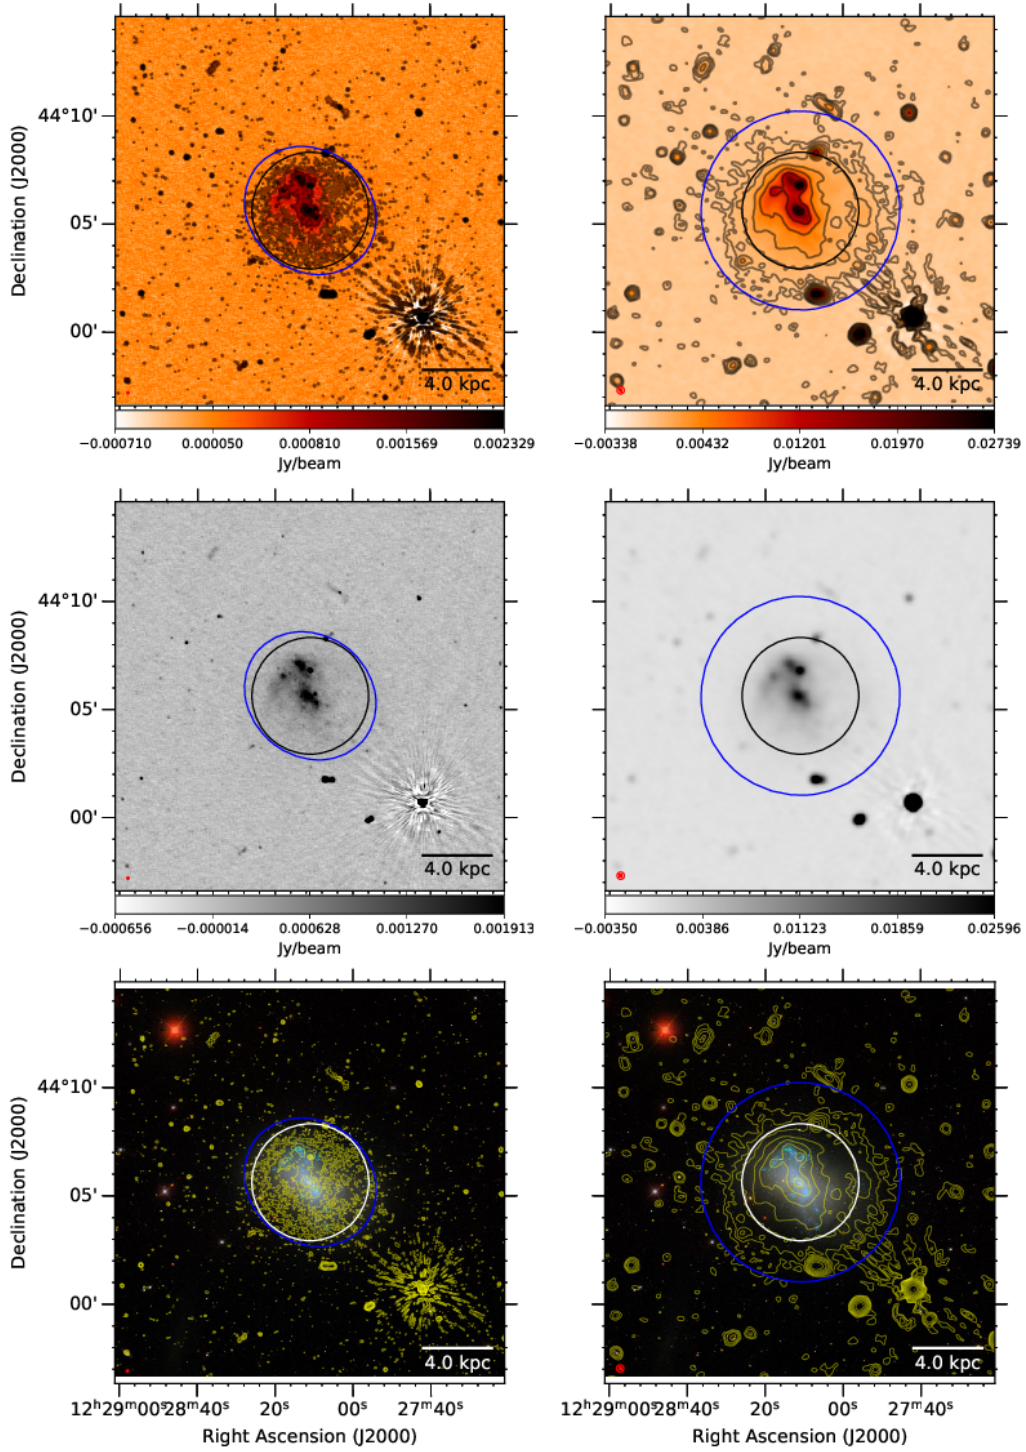 44°10'
05'
00'
Declination (J2000)
4.0 kpc
4.0 kpc
−0.000710 0.000050 0.000810 0.001569 0.002329
Jy/beam
−0.00338 0.00432 0.01201 0.01970 0.02739
Jy/beam
44°10'
05'
00'
Declination (J2000)
4.0 kpc
4.0 kpc
−0.000656 −0.000014 0.000628 0.001270 0.001913
Jy/beam
−0.00350 0.00386 0.01123 0.01859 0.02596
Jy/beam
44°10'
05'
00'
Declination (J2000)
4.0 kpc
4.0 kpc
12ʰ29ᵐ00ˢ 28ᵐ40ˢ 20ˢ 00ˢ 27ᵐ40ˢ
Right Ascension (J2000)
12ʰ29ᵐ00ˢ 28ᵐ40ˢ 20ˢ 00ˢ 27ᵐ40ˢ
Right Ascension (J2000)